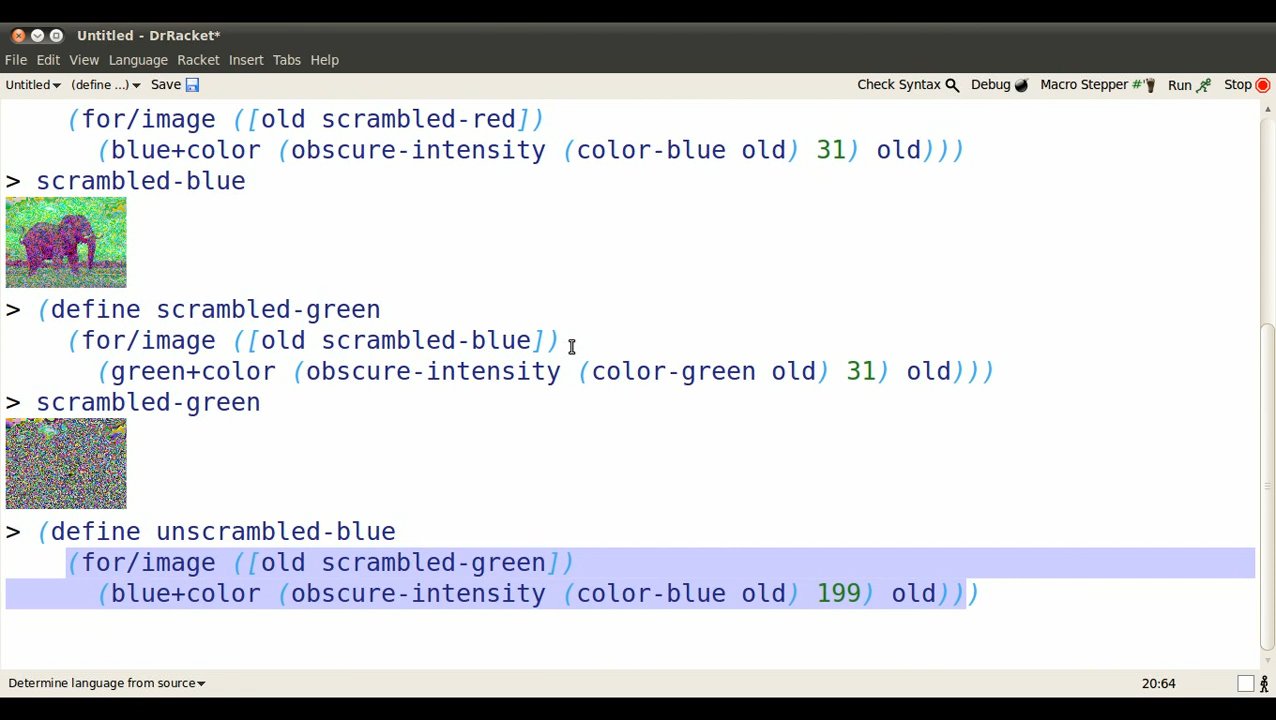 Untitled - DrRacket*
File Edit View Language Racket Insert Tabs Help
Untitled (define ...) Save Check Syntax Debug Macro Stepper #' Run Stop
(for/image ([old scrambled-red])
(blue+color (obscure-intensity (color-blue old) 31) old)))
> scrambled-blue
> (define scrambled-green
(for/image ([old scrambled-blue])
(green+color (obscure-intensity (color-green old) 31) old)))
> scrambled-green
> (define unscrambled-blue
(for/image ([old scrambled-green])
(blue+color (obscure-intensity (color-blue old) 199) old)))
Determine language from source 20:64